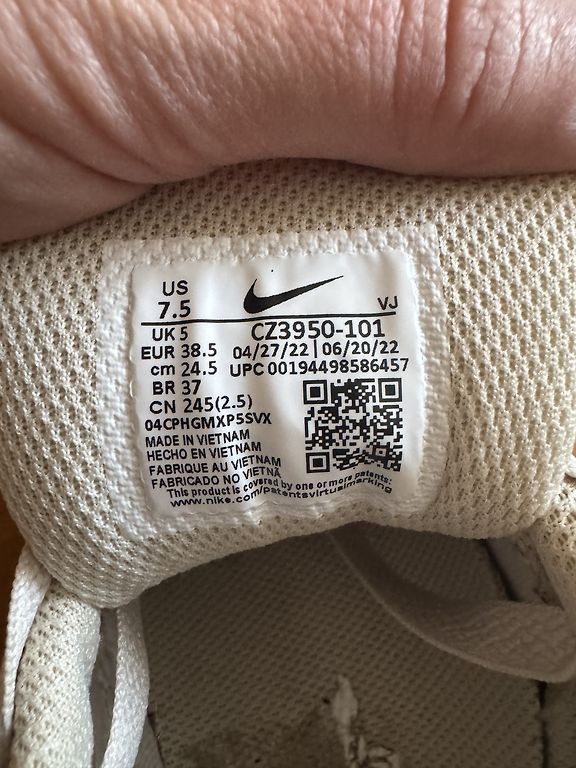 US
7.5
VJ
UK 5
CZ3950-101
EUR 38.5
04/27/22 | 06/20/22
cm 24.5
UPC 00194498586457
BR 37
CN 245(2.5)
04CPHGMXP5SVX
MADE IN VIETNAM
HECHO EN VIETNAM
FABRIQUE AU VIETNAM
FABRICADO NO VIETNÃ
This product is covered by one or more patents:
www.nike.com/patentsvirtualmarking